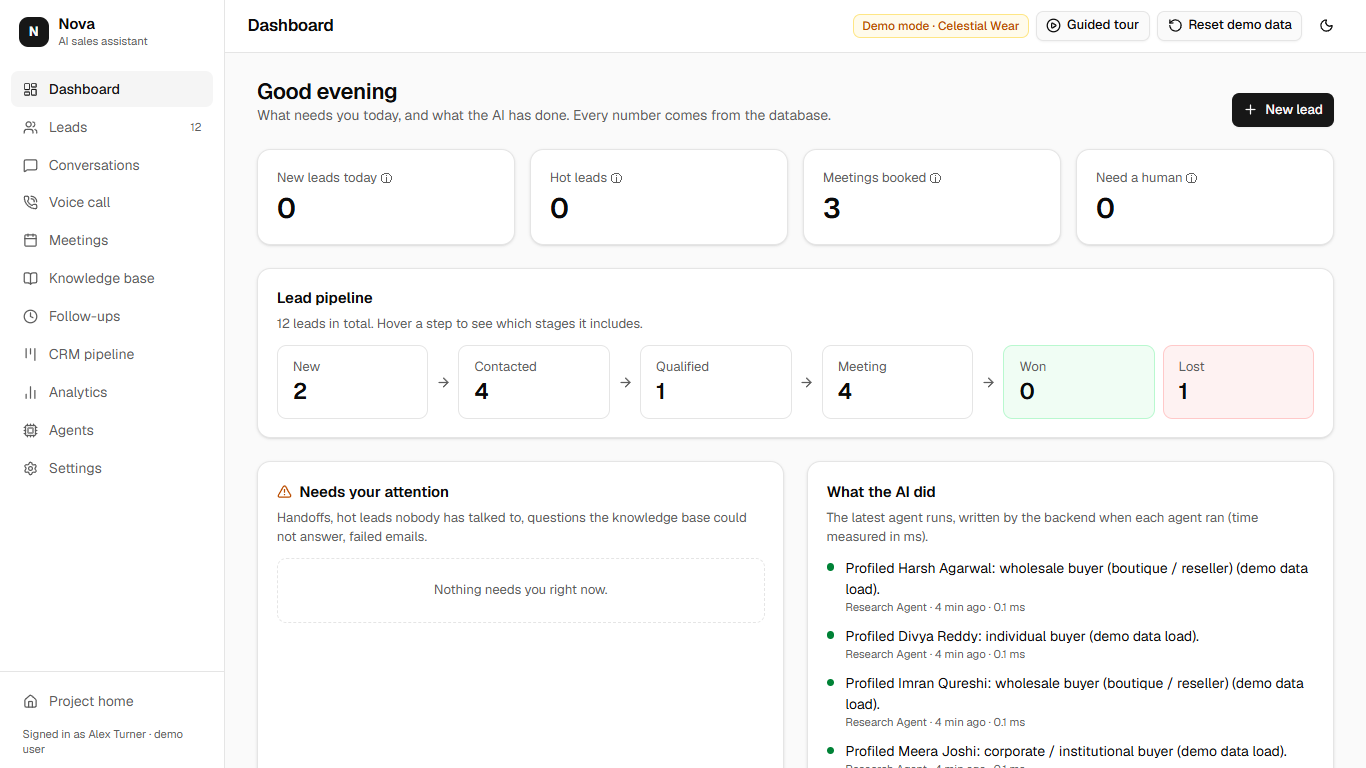 N
Nova
AI sales assistant
Dashboard
Leads 12
Conversations
Voice call
Meetings
Knowledge base
Follow-ups
CRM pipeline
Analytics
Agents
Settings
Project home
Signed in as Alex Turner · demo
user
Dashboard
Demo mode · Celestial Wear
Guided tour
Reset demo data
Good evening
What needs you today, and what the AI has done. Every number comes from the database.
+ New lead
New leads today
0
Hot leads
0
Meetings booked
3
Need a human
0
Lead pipeline
12 leads in total. Hover a step to see which stages it includes.
New
2
Contacted
4
Qualified
1
Meeting
4
Won
0
Lost
1
Needs your attention
Handoffs, hot leads nobody has talked to, questions the knowledge base could
not answer, failed emails.
Nothing needs you right now.
What the AI did
The latest agent runs, written by the backend when each agent ran (time
measured in ms).
Profiled Harsh Agarwal: wholesale buyer (boutique / reseller) (demo data
load).
Research Agent · 4 min ago · 0.1 ms
Profiled Divya Reddy: individual buyer (demo data load).
Research Agent · 4 min ago · 0.1 ms
Profiled Imran Qureshi: wholesale buyer (boutique / reseller) (demo data
load).
Research Agent · 4 min ago · 0.1 ms
Profiled Meera Joshi: corporate / institutional buyer (demo data load).
Research Agent · 4 min ago · 0.1 ms